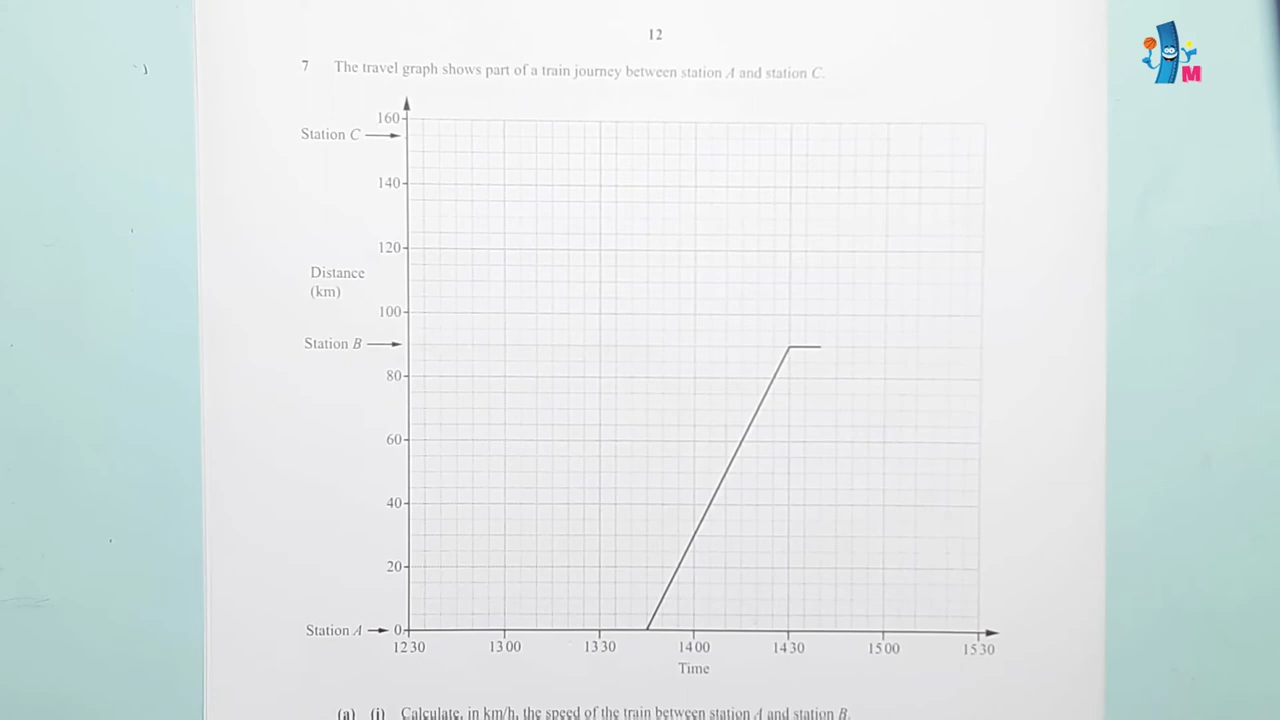 12
7 The travel graph shows part of a train journey between station A and station C.
160
Station C
140
120
Distance
(km)
100
Station B
80
60
40
20
Station A 0
1230 1300 1330 1400 1430 1500 1530
Time
(a) (i) Calculate, in km/h, the speed of the train between station A and station B.
M